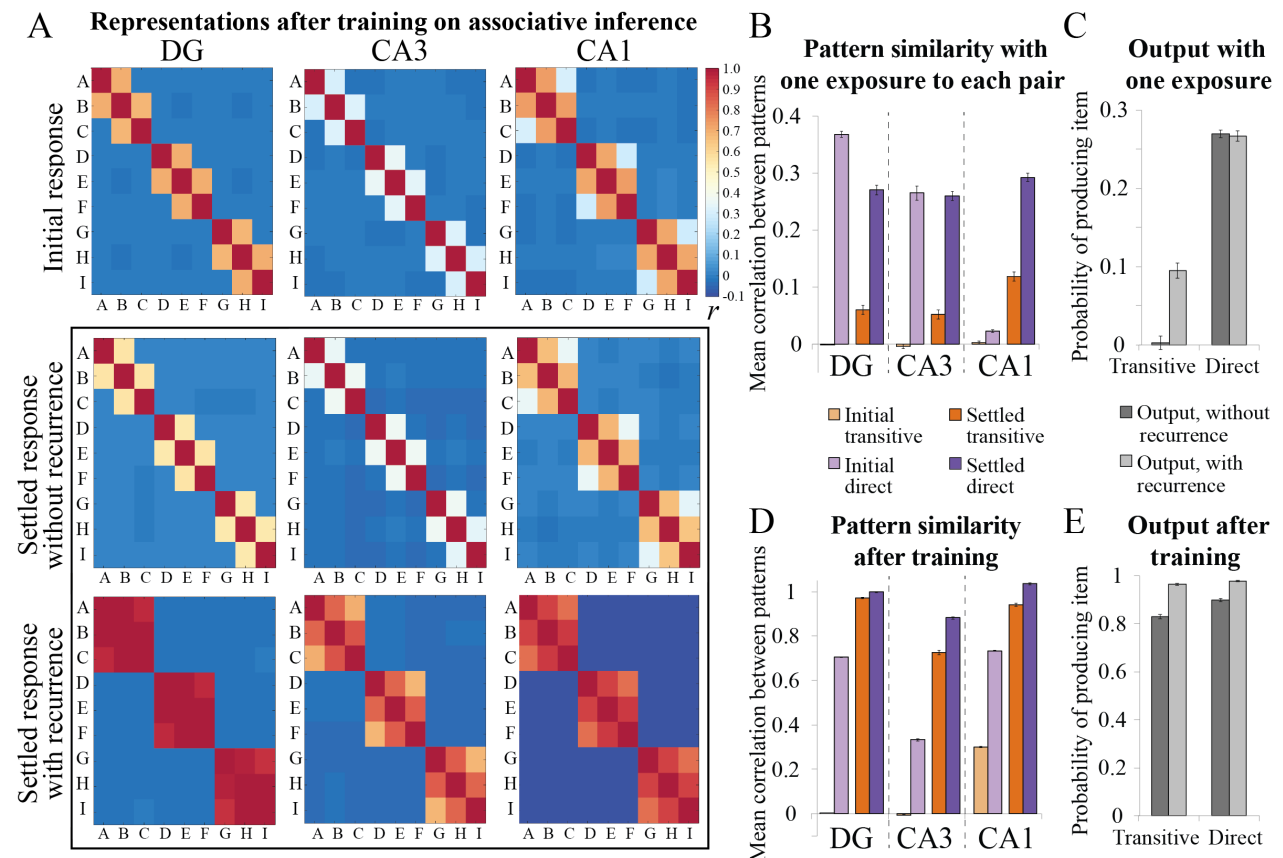 A
Representations after training on associative inference
DG
CA3
CA1
Initial response
A
B
C
D
E
F
G
H
I
A B C D E F G H I
A
B
C
D
E
F
G
H
I
A B C D E F G H I
A
B
C
D
E
F
G
H
I
A B C D E F G H I
1.0
0.9
0.8
0.7
0.6
0.5
0.4
0.3
0.2
0.1
0
-0.1
r
Settled response
without recurrence
A
B
C
D
E
F
G
H
I
A B C D E F G H I
A
B
C
D
E
F
G
H
I
A B C D E F G H I
A
B
C
D
E
F
G
H
I
A B C D E F G H I
Settled response
with recurrence
A
B
C
D
E
F
G
H
I
A B C D E F G H I
A
B
C
D
E
F
G
H
I
A B C D E F G H I
A
B
C
D
E
F
G
H
I
A B C D E F G H I
B
Pattern similarity with
one exposure to each pair
Mean correlation between patterns
0.4
0.3
0.2
0.1
0
DG
CA3
CA1
Initial
transitive
Settled
transitive
Initial
direct
Settled
direct
C
Output with
one exposure
Probability of producing item
0.3
0.2
0.1
0
Transitive Direct
Output, without
recurrence
Output, with
recurrence
D
Pattern similarity
after training
Mean correlation between patterns
1
0.8
0.6
0.4
0.2
0
DG
CA3
CA1
E
Output after
training
Probability of producing item
1
0.8
0.6
0.4
0.2
0
Transitive Direct